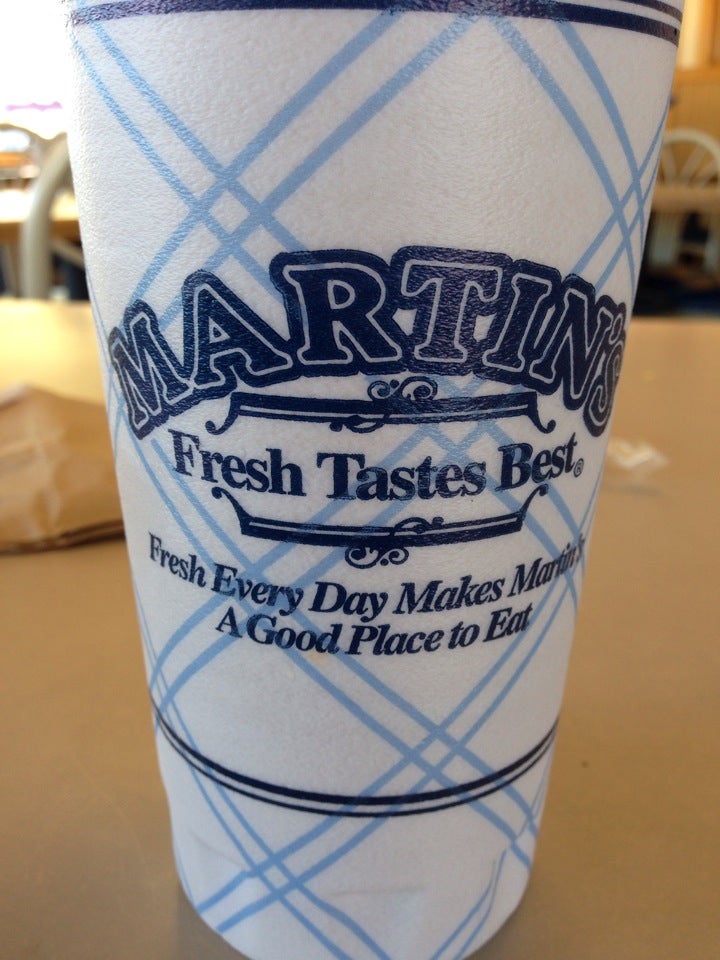 MARTIN'S
Fresh Tastes Best®
Fresh Every Day Makes Martin's
A Good Place to Eat